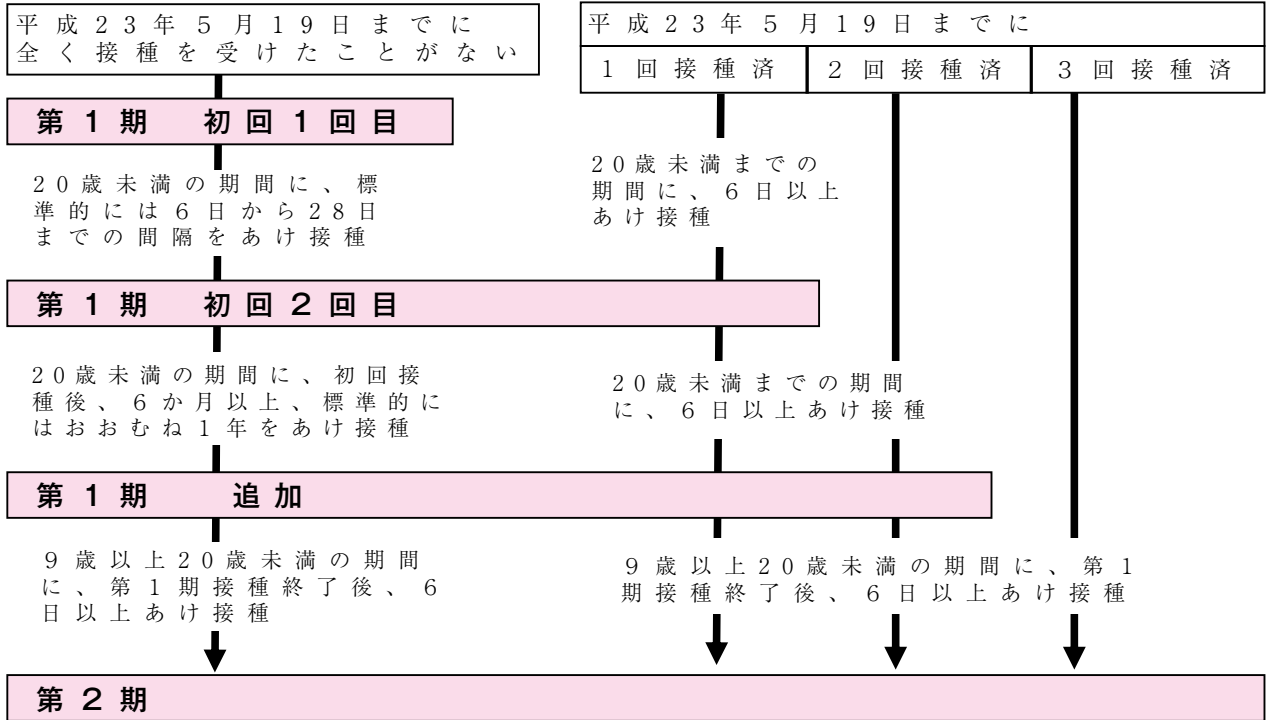 平成23年5月19日までに
全く接種を受けたことがない
平成23年5月19日までに
1回接種済 2回接種済 3回接種済
第1期 初回1回目
20歳未満の期間に、標
準的には6日から28日
までの間隔をあけ接種
20歳未満までの
期間に、6日以上
あけ接種
第1期 初回2回目
20歳未満の期間に、初回接
種後、6か月以上、標準的に
はおおむね1年をあけ接種
20歳未満までの期間
に、6日以上あけ接種
第1期 追加
9歳以上20歳未満の期間
に、第1期接種終了後、6
日以上あけ接種
9歳以上20歳未満の期間に、第1
期接種終了後、6日以上あけ接種
第2期